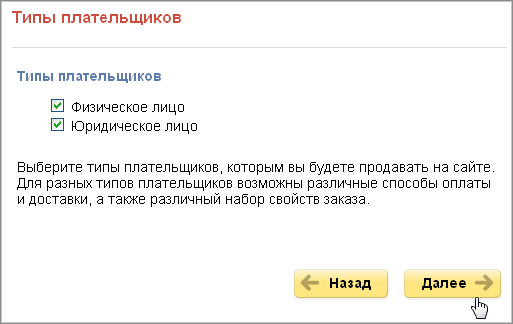 Типы плательщиков
Типы плательщиков
Физическое лицо
Юридическое лицо
Выберите типы плательщиков, которым вы будете продавать на сайте.
Для разных типов плательщиков возможны различные способы оплаты
и доставки, а также различный набор свойств заказа.
Назад Далее